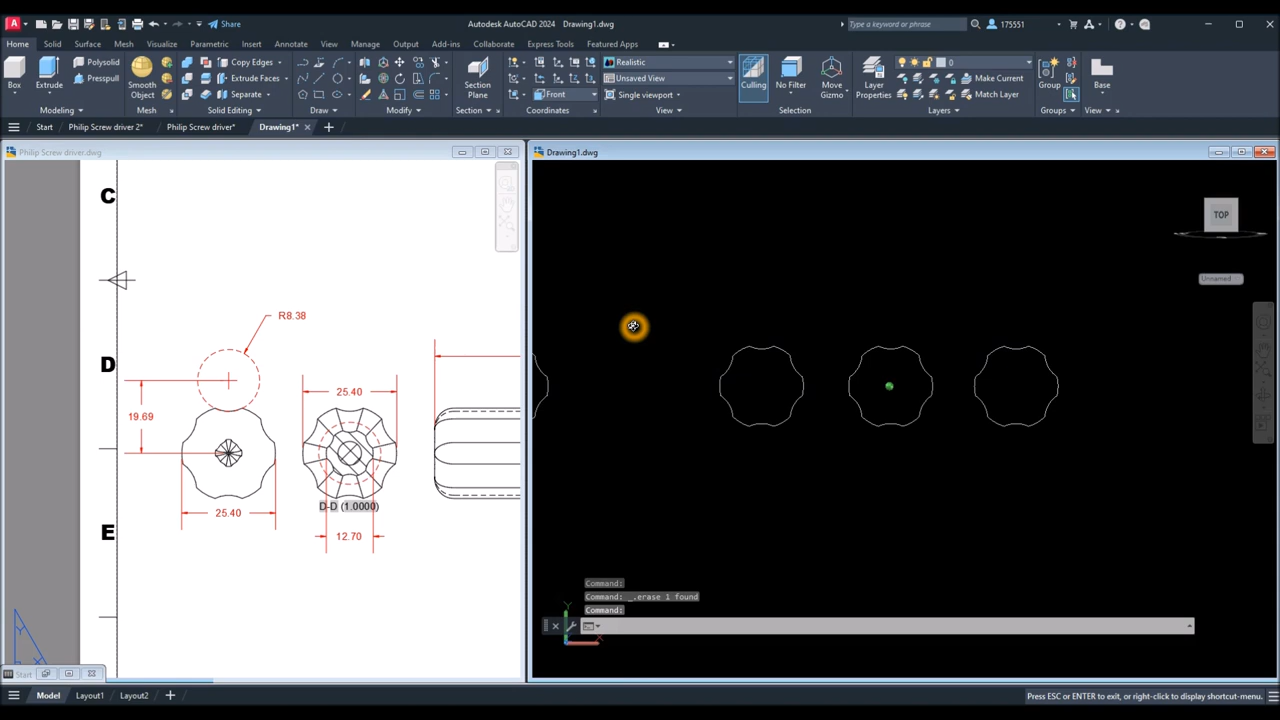 Share
Autodesk AutoCAD 2024 Drawing1.dwg
Type a keyword or phrase
175551
Home Solid Surface Mesh Visualize Parametric Insert Annotate View Manage Output Add-ins Collaborate Express Tools Featured Apps
Box
Extrude
Polysolid
Presspull
Modeling
Smooth
Object
Mesh
Copy Edges
Extrude Faces
Separate
Solid Editing
Draw
Modify
Section
Plane
Section
Front
Coordinates
Realistic
Unsaved View
Single viewport
View
Culling
No Filter
Move
Gizmo
Selection
Layer
Properties
0
Make Current
Match Layer
Layers
Group
Groups
Base
View
Start
Philip Screw driver 2*
Philip Screw driver*
Drawing1*
Philip Screw driver.dwg
Drawing1.dwg
C
D
E
R8.38
19.69
25.40
25.40
D-D (1.0000)
12.70
TOP
Unnamed
Command:
Command: _.erase 1 found
Command:
Y
X
Start
Model Layout1 Layout2
Press ESC or ENTER to exit, or right-click to display shortcut-menu.